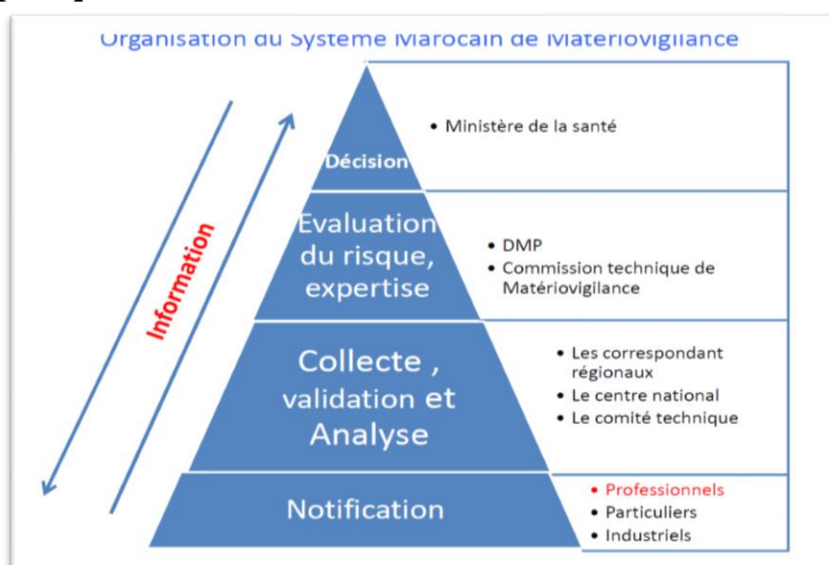 Organisation du Système Marocain de Matériovigilance
Information
Décision
• Ministère de la santé
Evaluation
du risque,
expertise
• DMP
• Commission technique de
Matériovigilance
Collecte ,
validation et
Analyse
• Les correspondant
régionaux
• Le centre national
• Le comité technique
Notification
• Professionnels
• Particuliers
• Industriels